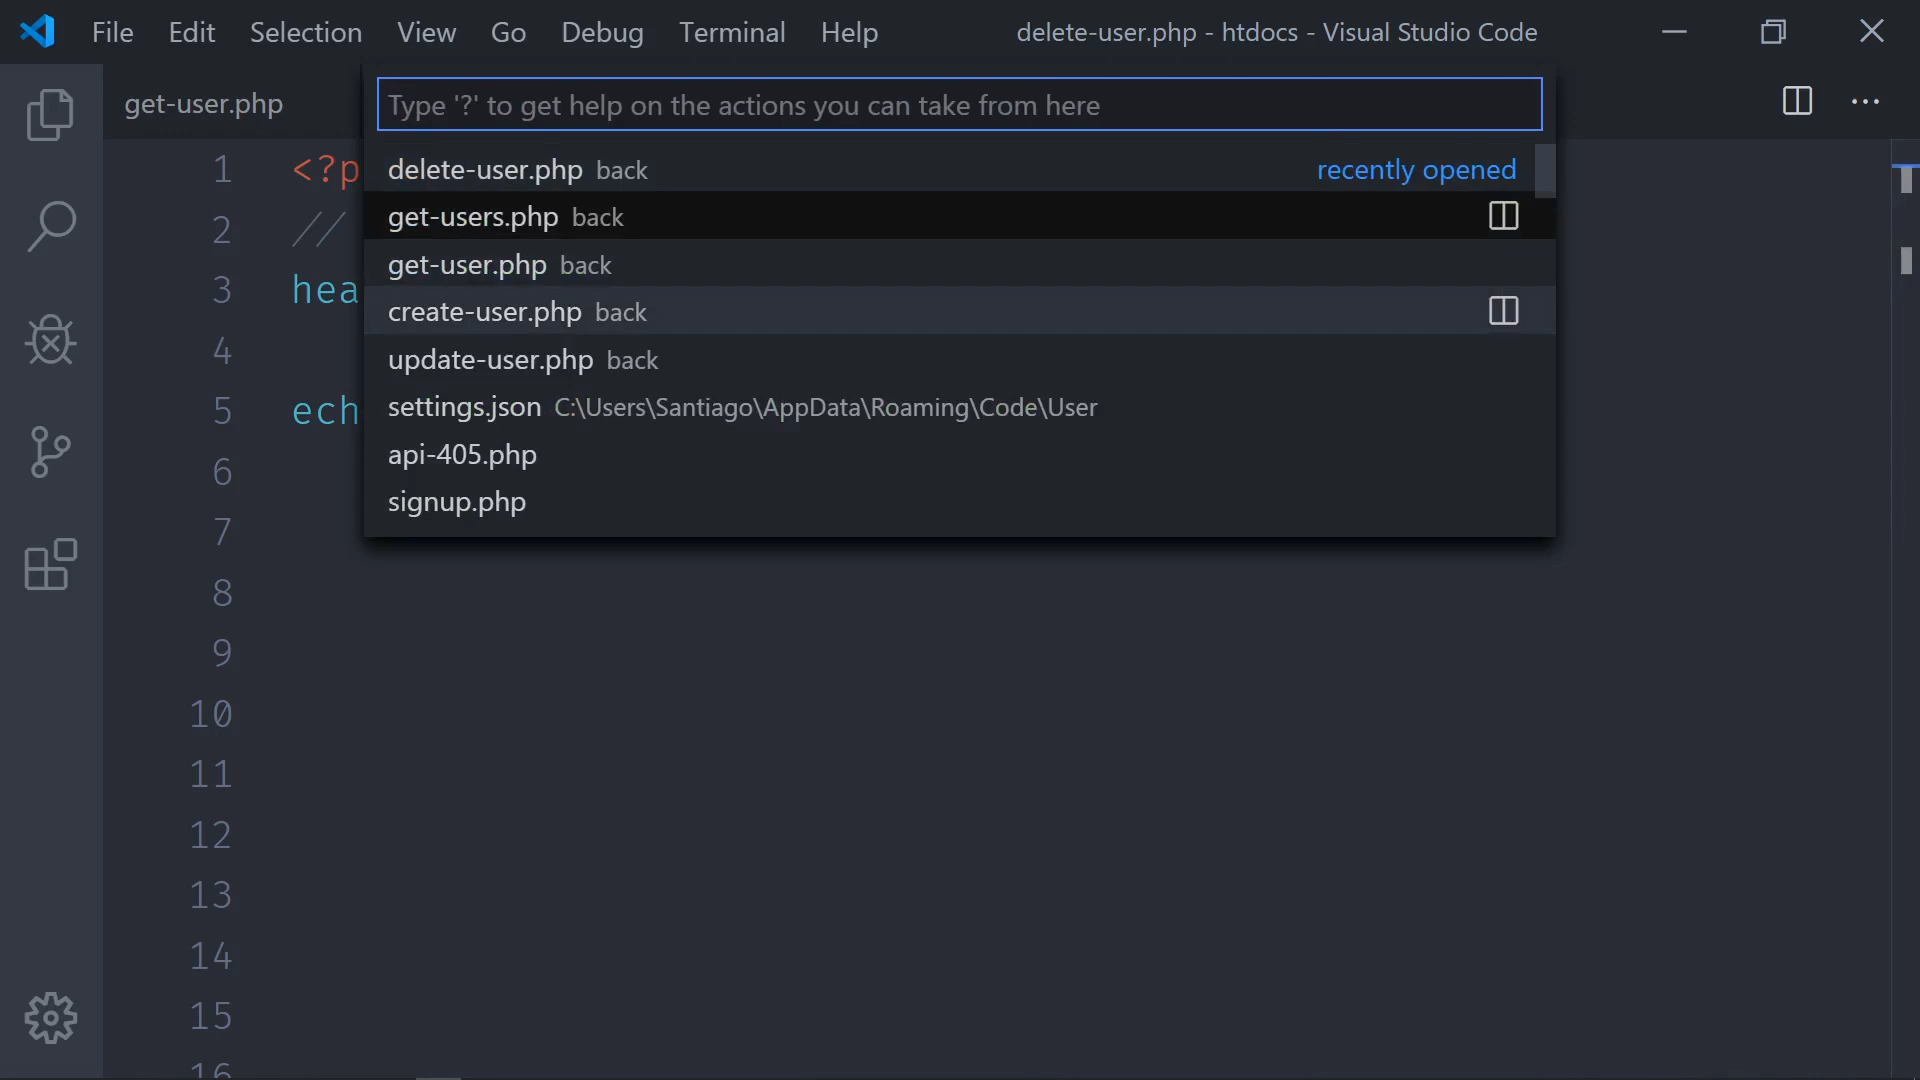 File Edit Selection View Go Debug Terminal Help delete-user.php - htdocs - Visual Studio Code
get-user.php
Type '?' to get help on the actions you can take from here
delete-user.php back recently opened
get-users.php back
get-user.php back
create-user.php back
update-user.php back
settings.json C:\Users\Santiago\AppData\Roaming\Code\User
api-405.php
signup.php
1 <?p
2 //
3 hea
4
5 ech
6
7
8
9
10
11
12
13
14
15
16